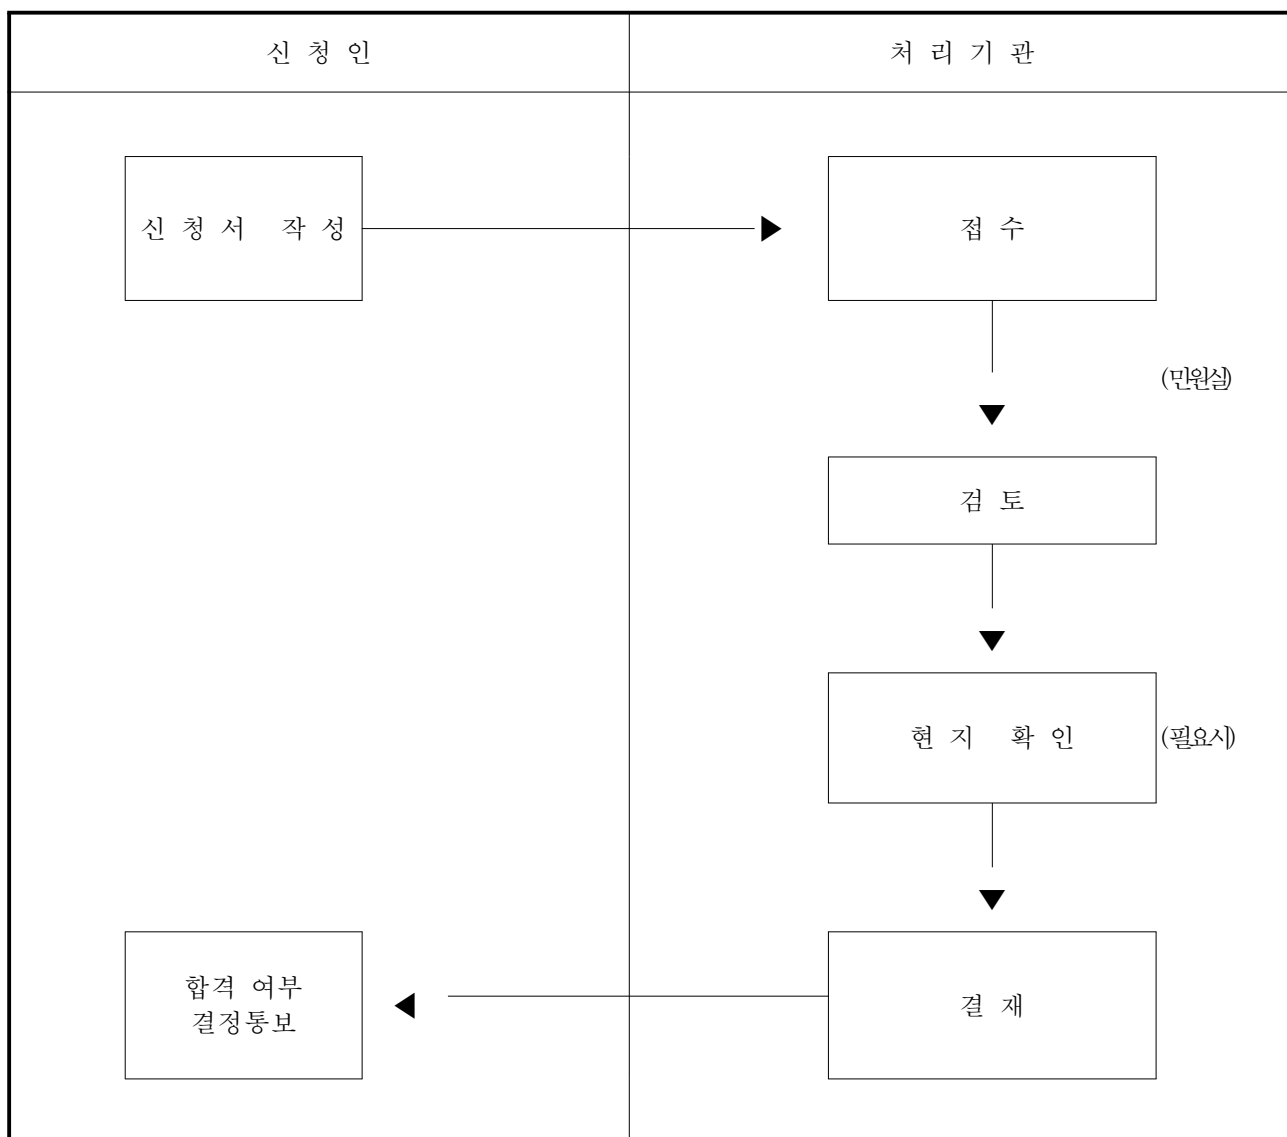 신 청 인
처 리 기 관
신 청 서 작 성
접 수
(민원실)
검 토
현 지 확 인
(필요시)
합격 여부
결정통보
결 재